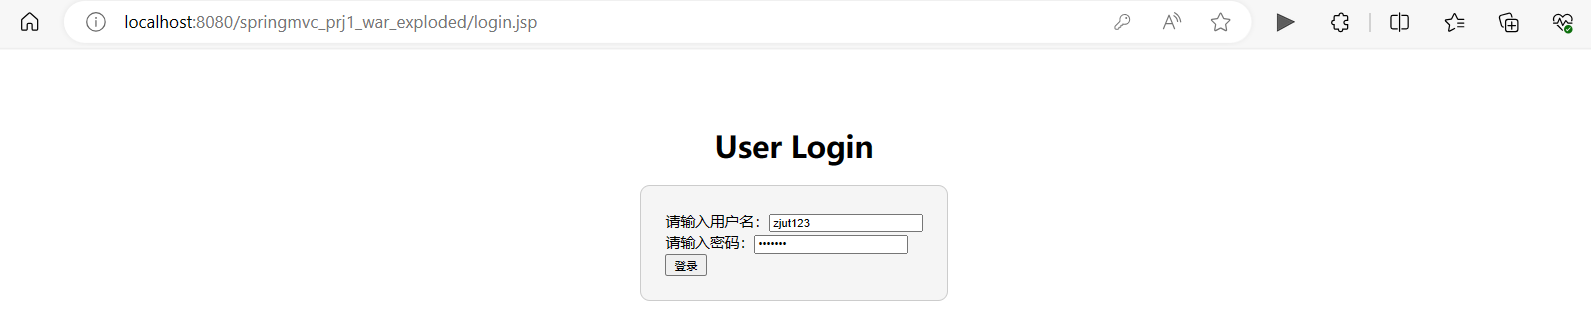 localhost:8080/springmvc_prj1_war_exploded/login.jsp
User Login
请输入用户名： zjut123
请输入密码： •••••••
登录